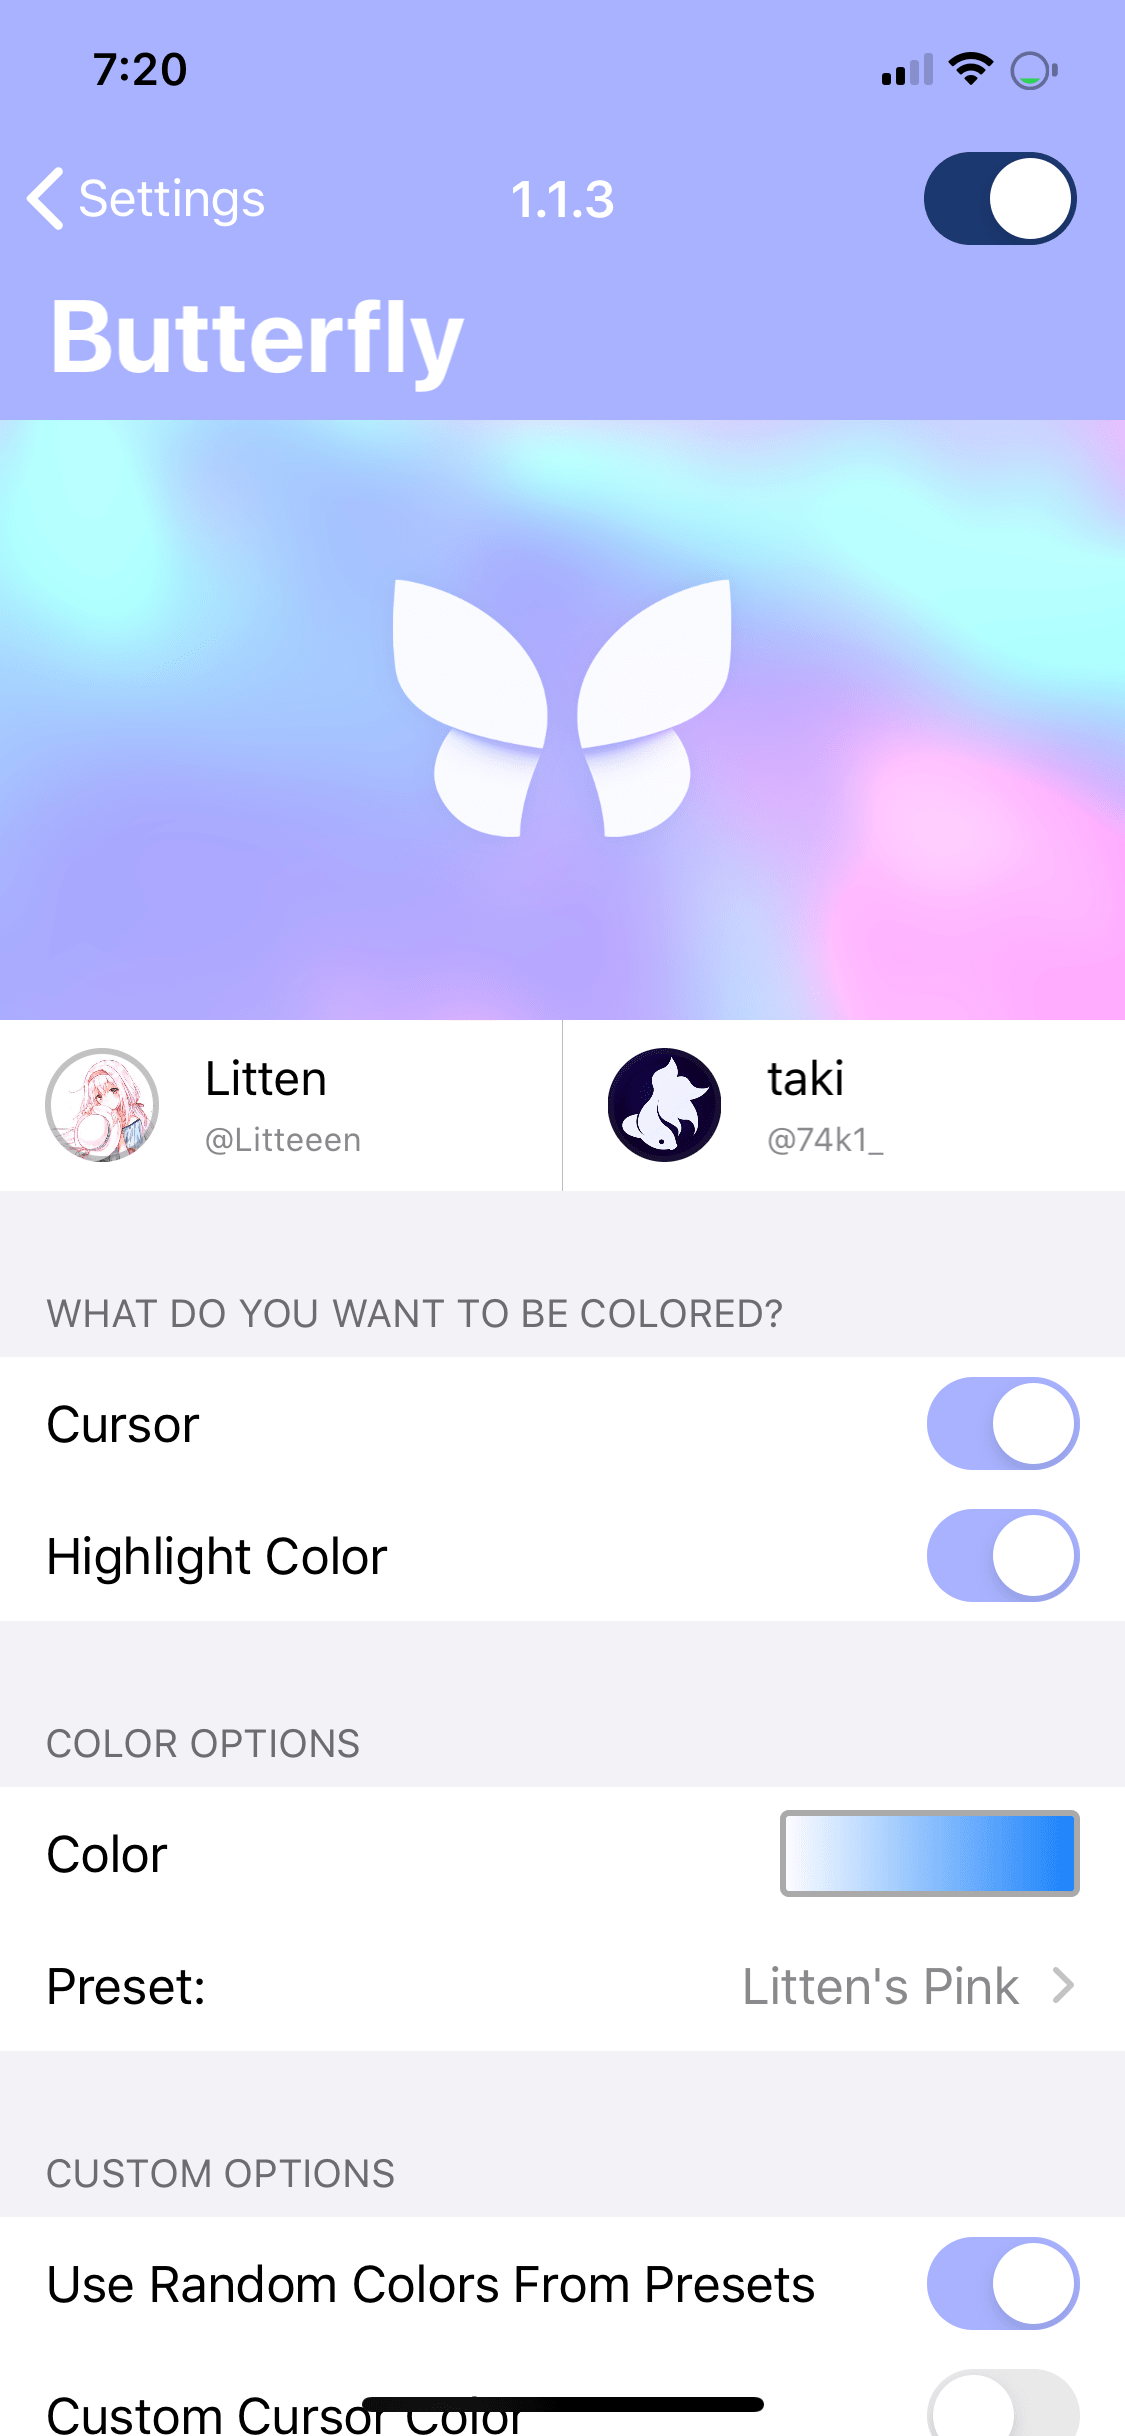 7:20
Settings
1.1.3
Butterfly
Litten
@Litteeen
taki
@74k1_
WHAT DO YOU WANT TO BE COLORED?
Cursor
Highlight Color
COLOR OPTIONS
Color
Preset:
Litten's Pink
CUSTOM OPTIONS
Use Random Colors From Presets
Custom Cursor Color